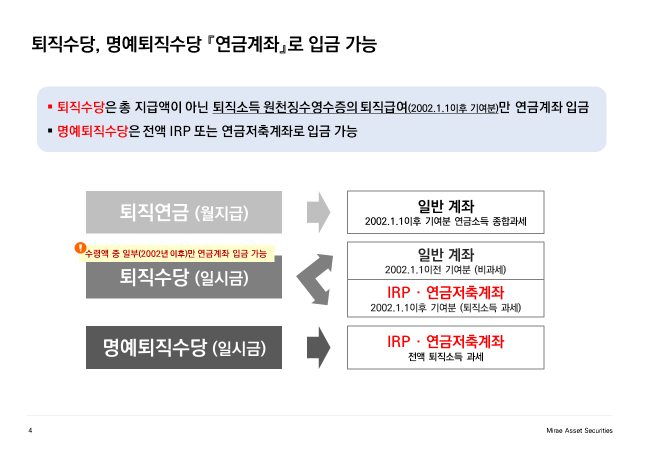 퇴직수당, 명예퇴직수당 『연금계좌』로 입금 가능
▪ 퇴직수당은 총 지급액이 아닌 퇴직소득 원천징수영수증의 퇴직급여(2002.1.1이후 기여분)만 연금계좌 입금
▪ 명예퇴직수당은 전액 IRP 또는 연금저축계좌로 입금 가능
퇴직연금 (월지급)
일반 계좌
2002.1.1이후 기여분 연금소득 종합과세
! 수령액 중 일부(2002년 이후)만 연금계좌 입금 가능
퇴직수당 (일시금)
일반 계좌
2002.1.1이전 기여분 (비과세)
IRP · 연금저축계좌
2002.1.1이후 기여분 (퇴직소득 과세)
명예퇴직수당 (일시금)
IRP · 연금저축계좌
전액 퇴직소득 과세
4
Mirae Asset Securities